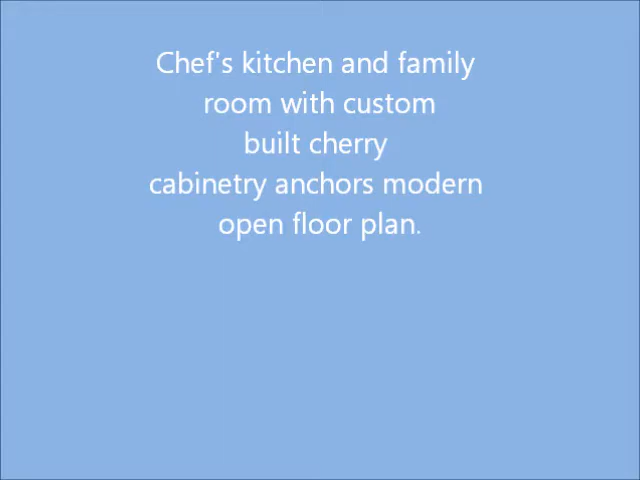 Chef's kitchen and family
room with custom
built cherry
cabinetry anchors modern
open floor plan.